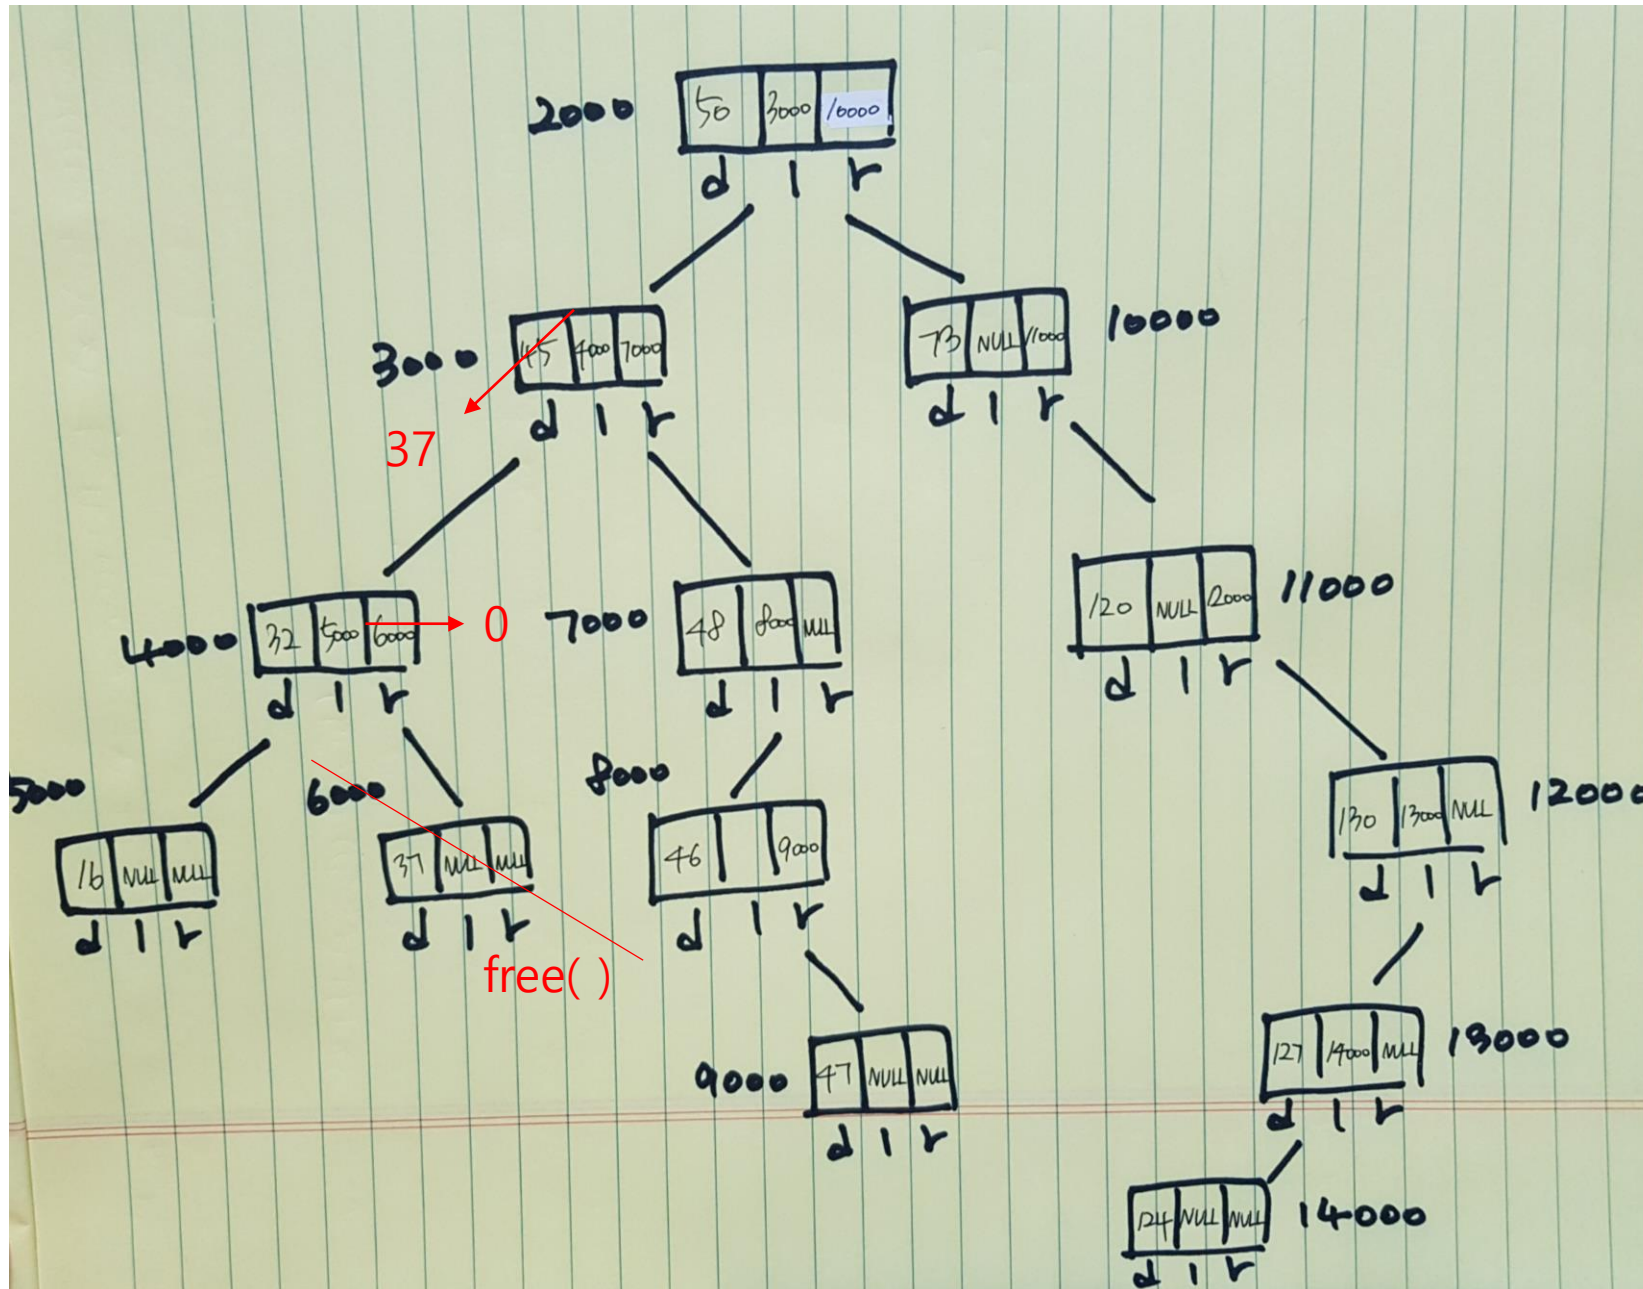 2000 50 3000 10000
d l r
3000 45 4000 7000
73 NULL 11000 10000
d l r
d l r
37
4000 32 5000 6000 0
7000 48 8000 NULL
120 NULL 12000 11000
d l r
d l r
d l r
5000
16 NULL NULL
d l r
6000
37 NULL NULL
d l r
free( )
8000
46 9000
d l r
130 13000 NULL 12000
d l r
9000 47 NULL NULL
d l r
127 14000 NULL 13000
d l r
124 NULL NULL 14000
d l r